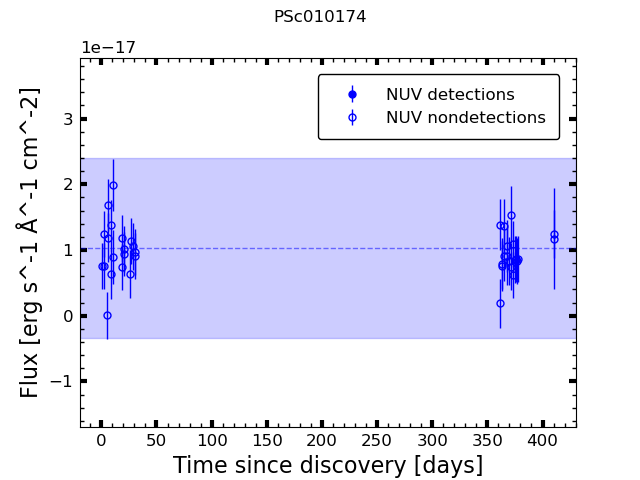 PSc010174
1e−17
NUV detections
NUV nondetections
3
2
1
0
−1
Flux [erg s^-1 Å^-1 cm^-2]
0 50 100 150 200 250 300 350 400
Time since discovery [days]